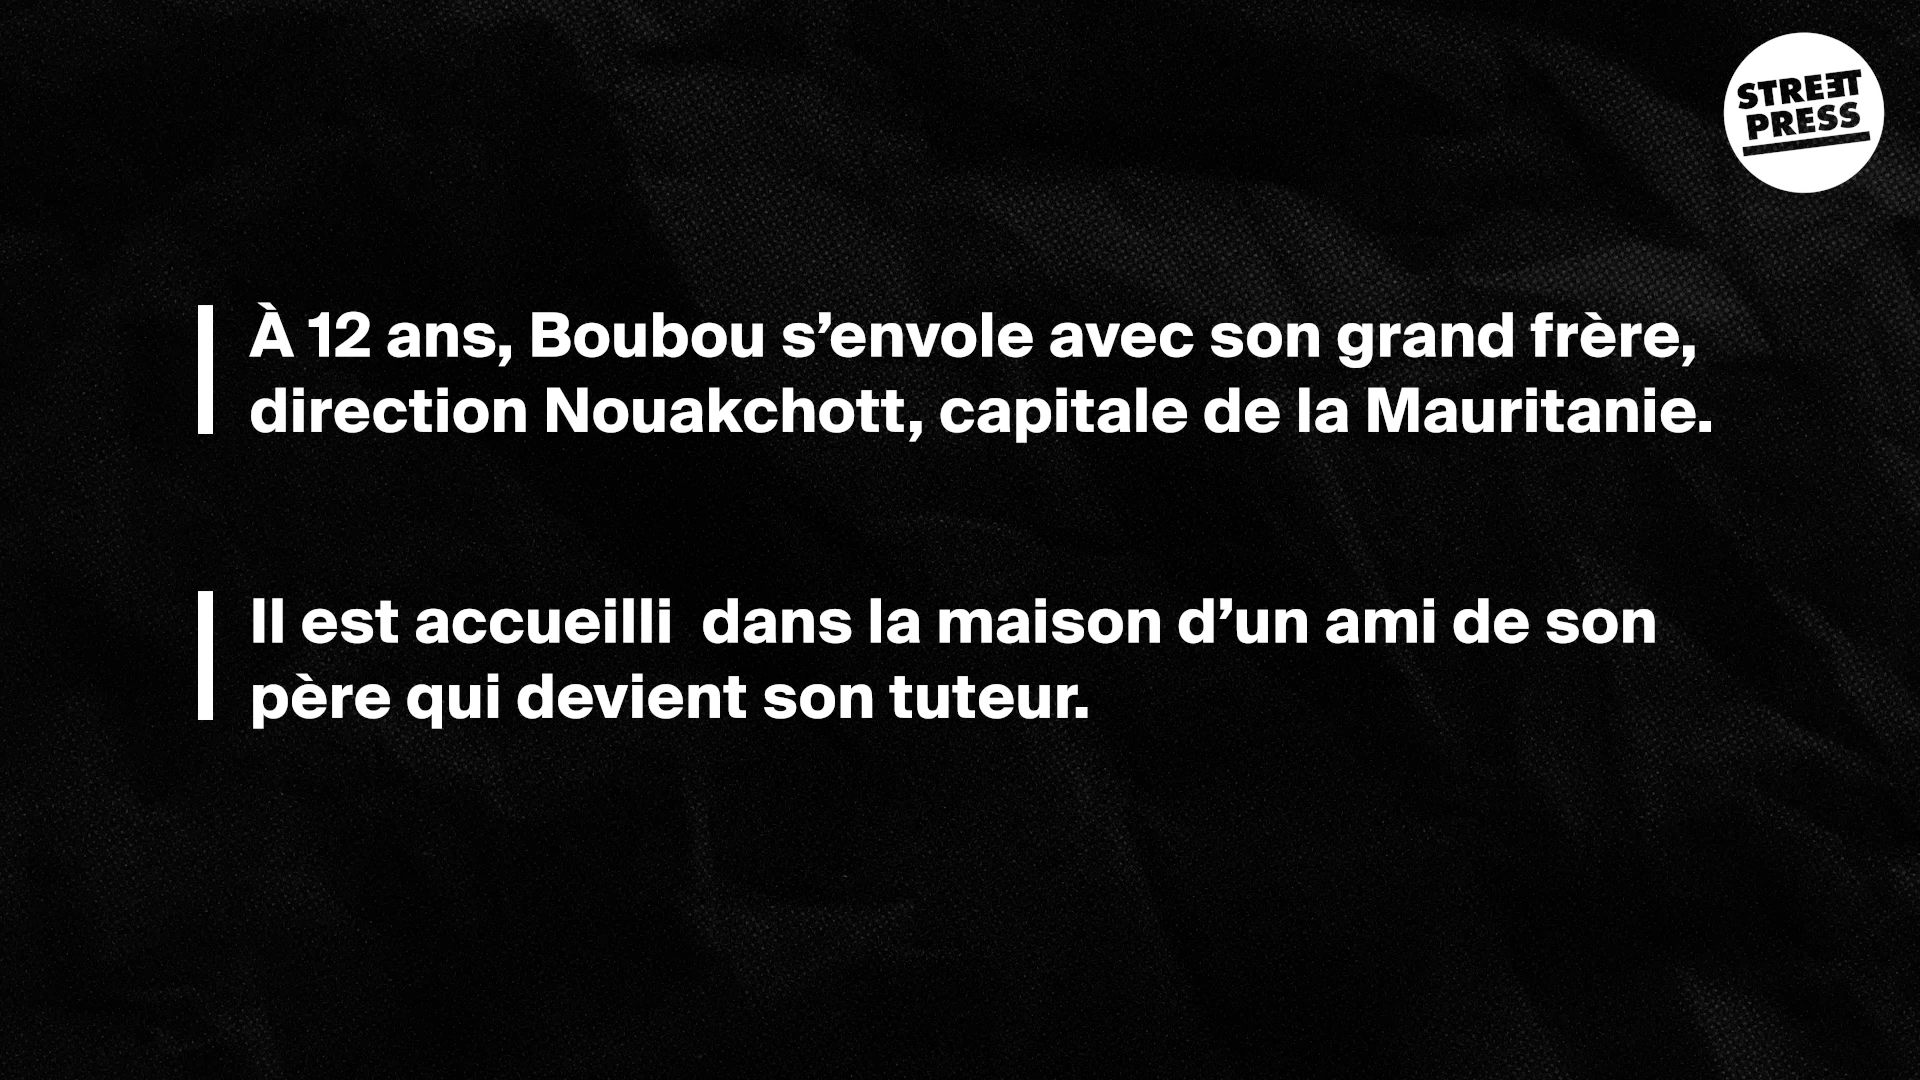 STREET
PRESS
À 12 ans, Boubou s’envole avec son grand frère,
direction Nouakchott, capitale de la Mauritanie.
Il est accueilli  dans la maison d’un ami de son
père qui devient son tuteur.